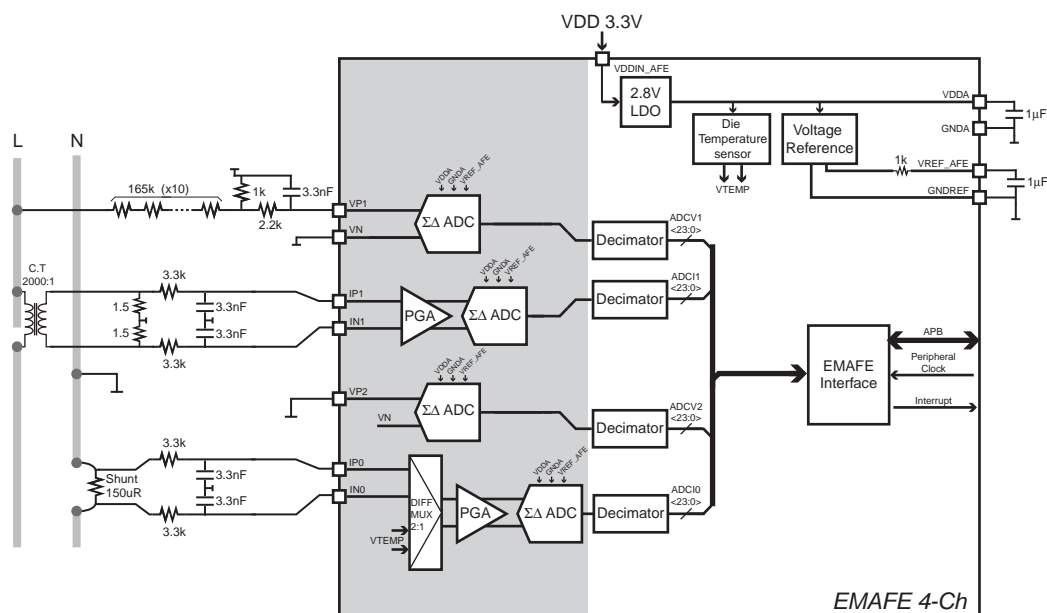 VDD 3.3V
VDDIN_AFE
2.8V
LDO
VDDA
1µF
GNDA
Die
Temperature
sensor
VTEMP
Voltage
Reference
1k
VREF_AFE
GNDREF
1µF
L
N
165k (x10)
1k
3.3nF
2.2k
VP1
VN
VDDA
GNDA
VREF_AFE
ΣΔ ADC
Decimator
ADCV1
<23:0>
C.T
2000:1
3.3k
1.5
1.5
3.3nF
3.3nF
3.3k
IP1
IN1
PGA
VDDA
GNDA
VREF_AFE
ΣΔ ADC
Decimator
ADCI1
<23:0>
EMAFE
Interface
APB
Peripheral
Clock
Interrupt
VP2
VN
VDDA
GNDA
VREF_AFE
ΣΔ ADC
Decimator
ADCV2
<23:0>
3.3k
Shunt
150uR
3.3nF
3.3nF
3.3k
IP0
IN0
DIFF
MUX
2:1
VTEMP
PGA
VDDA
GNDA
VREF_AFE
ΣΔ ADC
Decimator
ADCI0
<23:0>
EMAFE 4-Ch